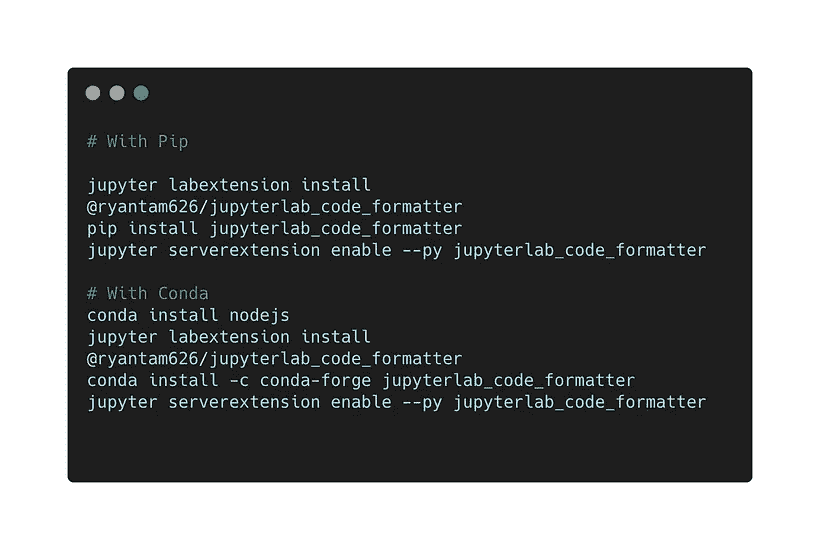 # With Pip
jupyter labextension install
@ryantam626/jupyterlab_code_formatter
pip install jupyterlab_code_formatter
jupyter serverextension enable --py jupyterlab_code_formatter
# With Conda
conda install nodejs
jupyter labextension install
@ryantam626/jupyterlab_code_formatter
conda install -c conda-forge jupyterlab_code_formatter
jupyter serverextension enable --py jupyterlab_code_formatter